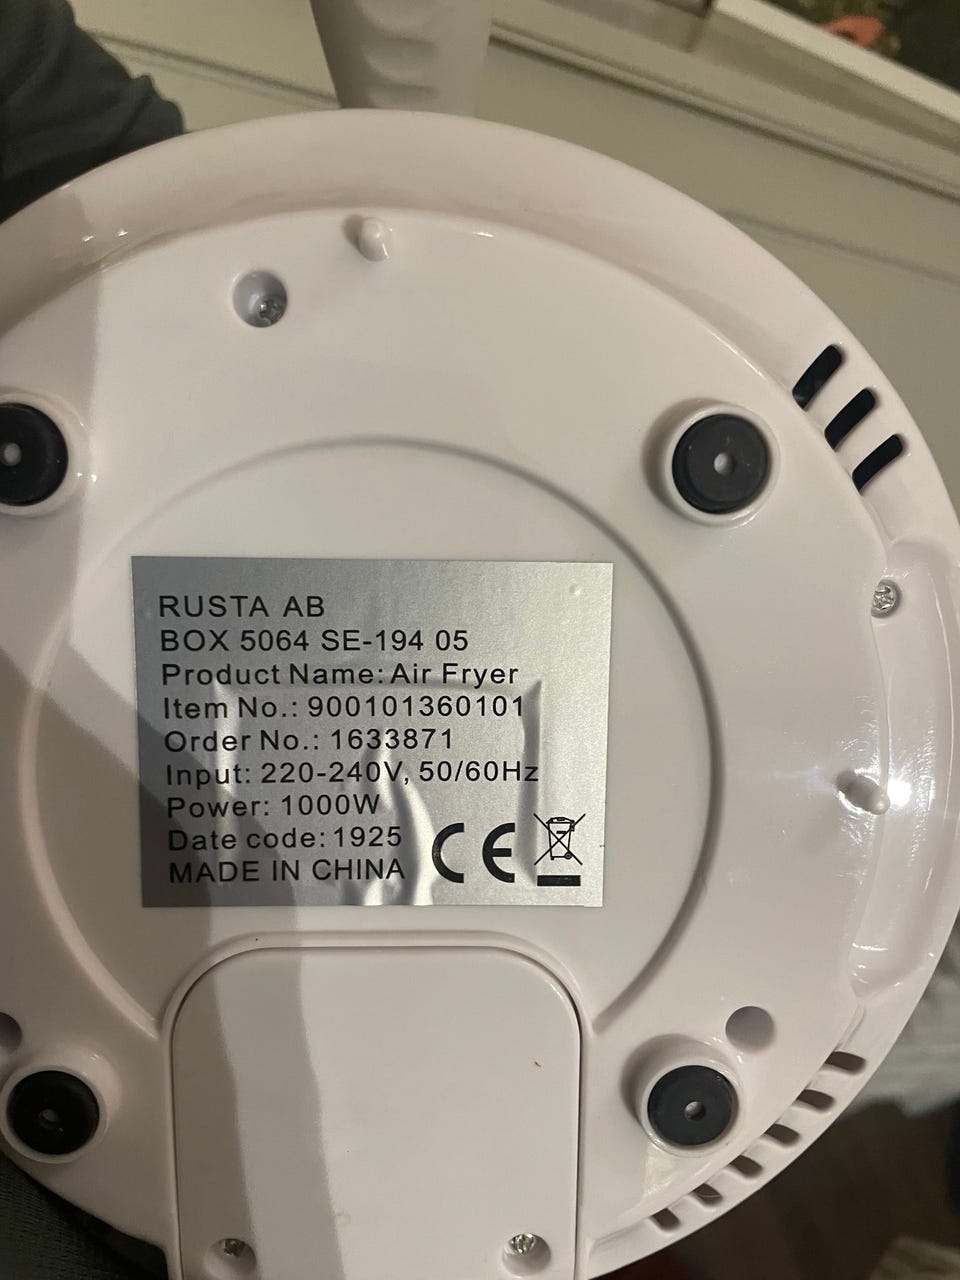 RUSTA AB
BOX 5064 SE-194 05
Product Name: Air Fryer
Item No.: 900101360101
Order No.: 1633871
Input: 220-240V, 50/60Hz
Power: 1000W
Date code: 1925
MADE IN CHINA CE